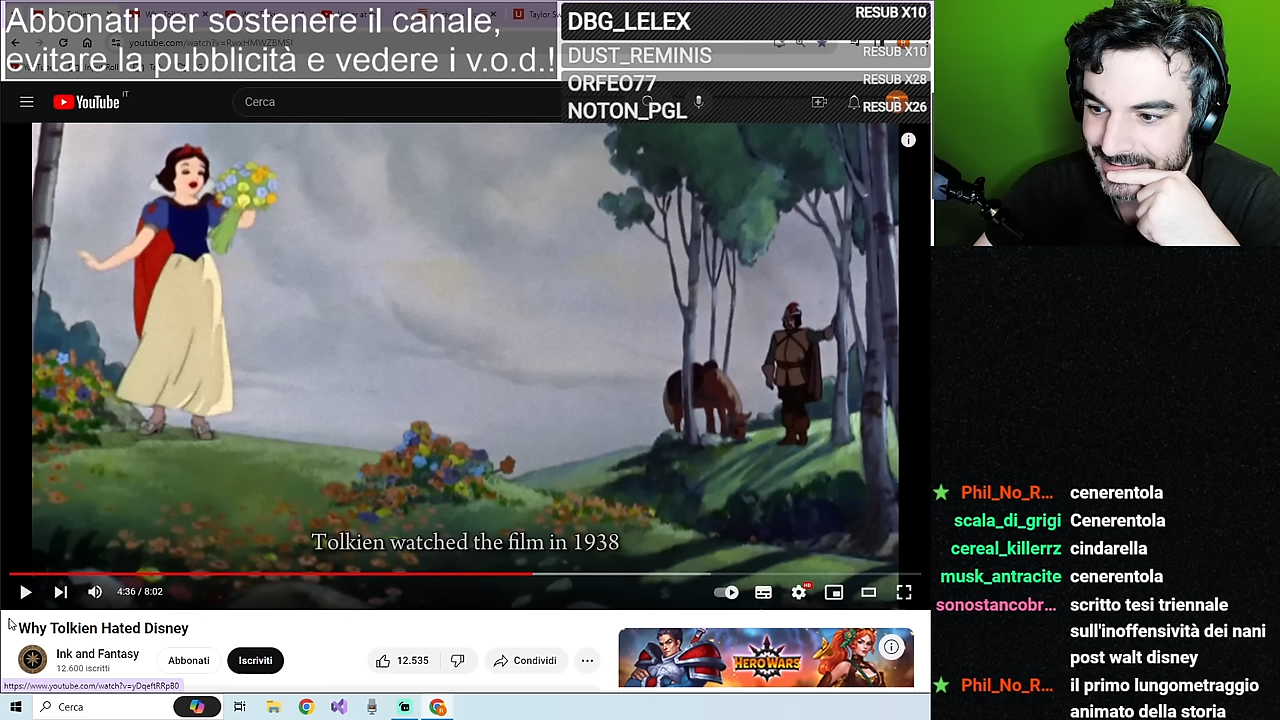 Abbonati per sostenere il canale,
evitare la pubblicità e vedere i v.o.d.!
DBG_LELEX RESUB X10
DUST_REMINIS RESUB X10
ORFEO77 RESUB X28
NOTON_PGL RESUB X26
YouTube IT
Cerca
Tolkien watched the film in 1938
4:36 / 8:02
HD
Why Tolkien Hated Disney
Ink and Fantasy
12.600 iscritti
Abbonati
Iscriviti
12.535
Condividi
HERO WARS
https://www.youtube.com/watch?v=yDqeftRRpB0
Cerca
Phil_No_R... cenerentola
scala_di_grigi Cenerentola
cereal_killerrz cindarella
musk_antracite cenerentola
sonostancobr... scritto tesi triennale
sull'inoffensività dei nani
post walt disney
Phil_No_R... il primo lungometraggio
animato della storia